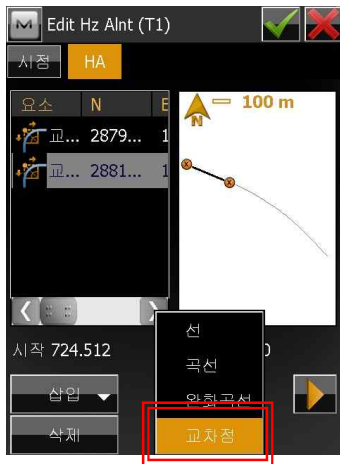 Edit Hz Alnt (T1)
시점 HA
요소 N E
교... 2879... 1
교... 2881... 1
100 m
N
시작 724.512 0
선
곡선
완화곡선
교차점
삽입
삭제